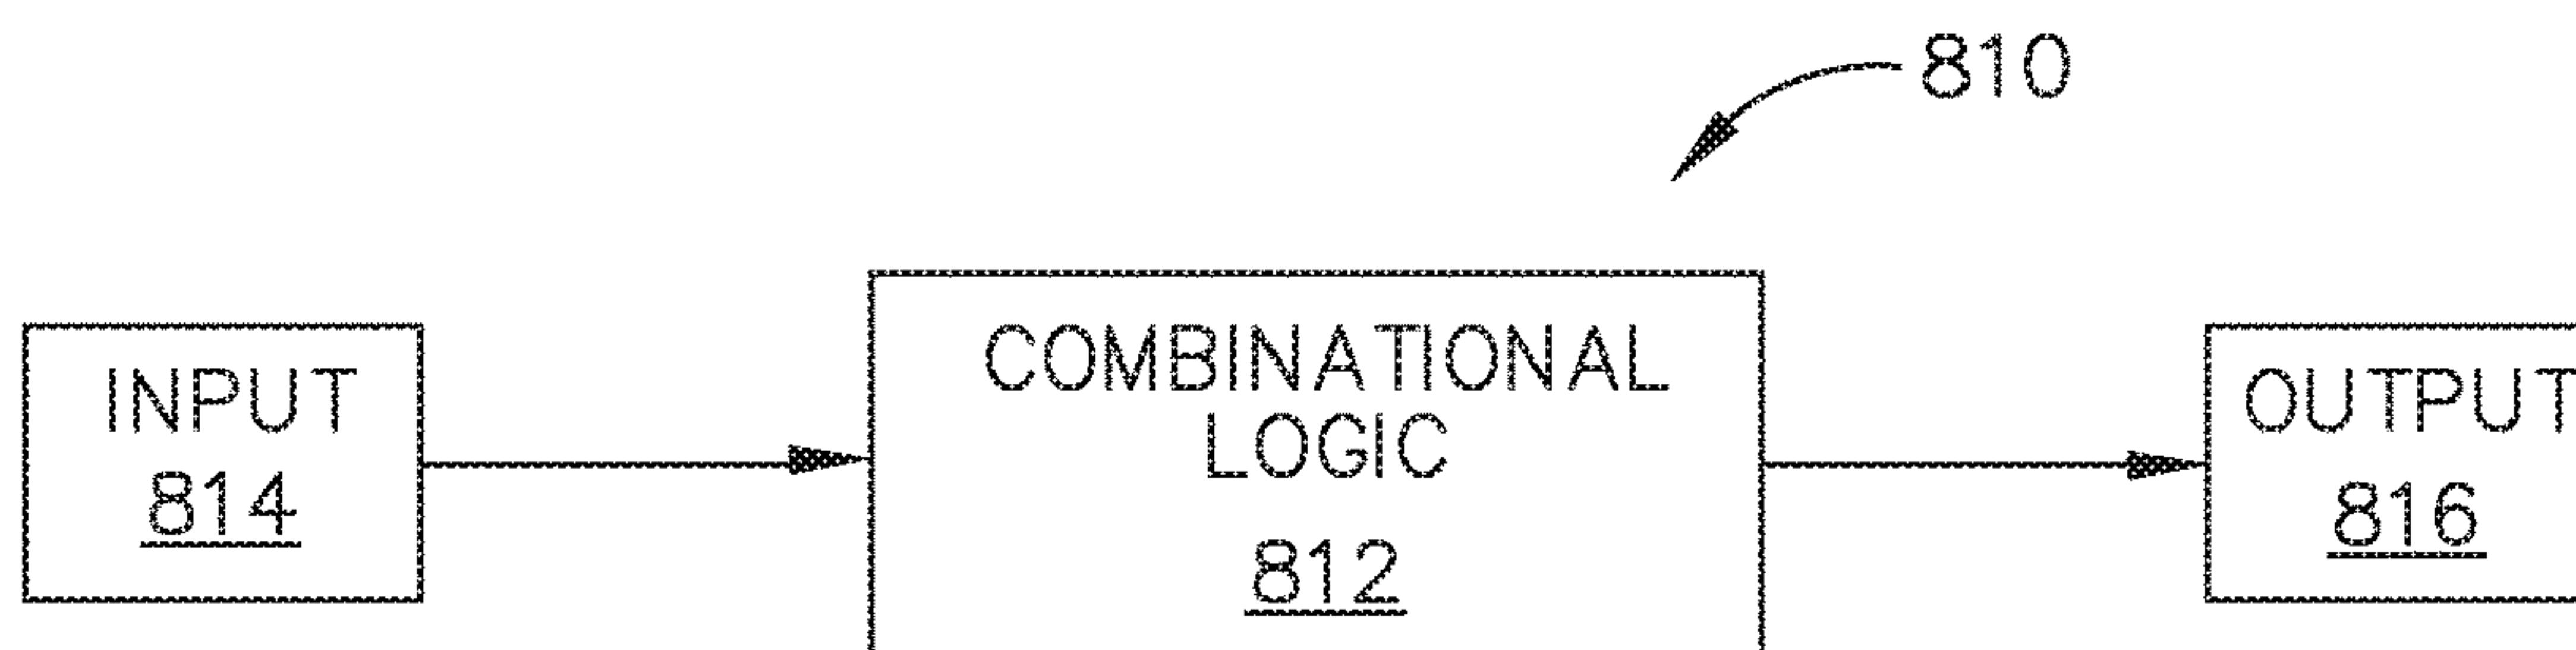 810
INPUT
814
COMBINATIONAL
LOGIC
812
OUTPUT
816